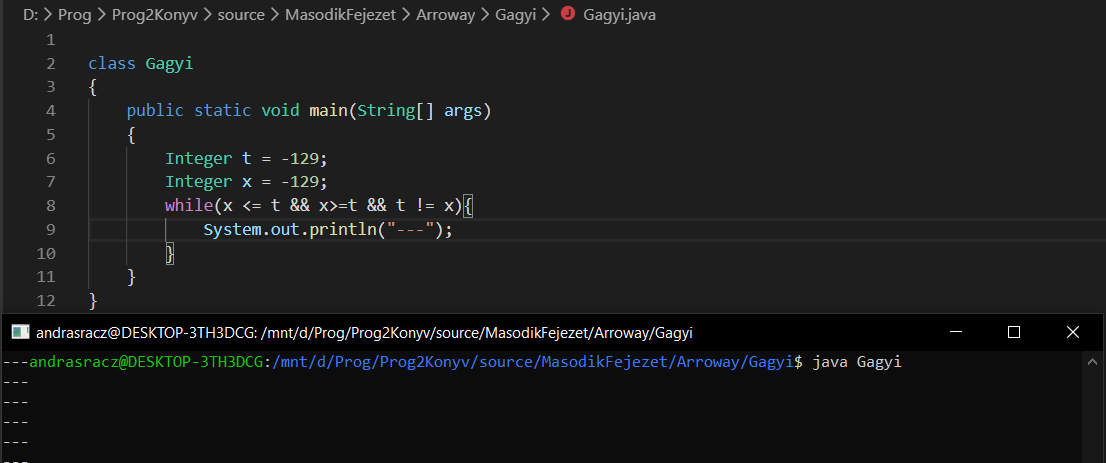 D: > Prog > Prog2Konyv > source > MasodikFejezet > Arroway > Gagyi > Gagyi.java
1
2 class Gagyi
3 {
4     public static void main(String[] args)
5     {
6         Integer t = -129;
7         Integer x = -129;
8         while(x <= t && x>=t && t != x){
9             System.out.println("---");
10         }
11     }
12 }
andrasracz@DESKTOP-3TH3DCG: /mnt/d/Prog/Prog2Konyv/source/MasodikFejezet/Arroway/Gagyi
---andrasracz@DESKTOP-3TH3DCG:/mnt/d/Prog/Prog2Konyv/source/MasodikFejezet/Arroway/Gagyi$ java Gagyi
---
---
---
---
---